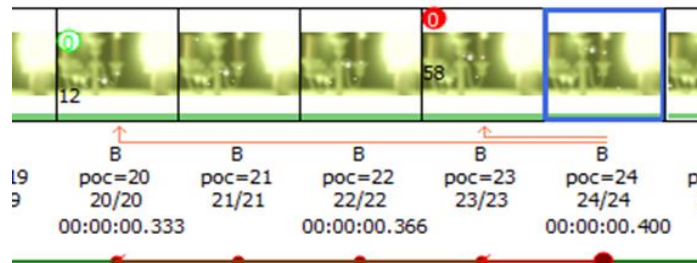 0
0
12
58
B B B B B
19 poc=20 poc=21 poc=22 poc=23 poc=24 p
9 20/20 21/21 22/22 23/23 24/24
00:00:00.333 00:00:00.366 00:00:00.400